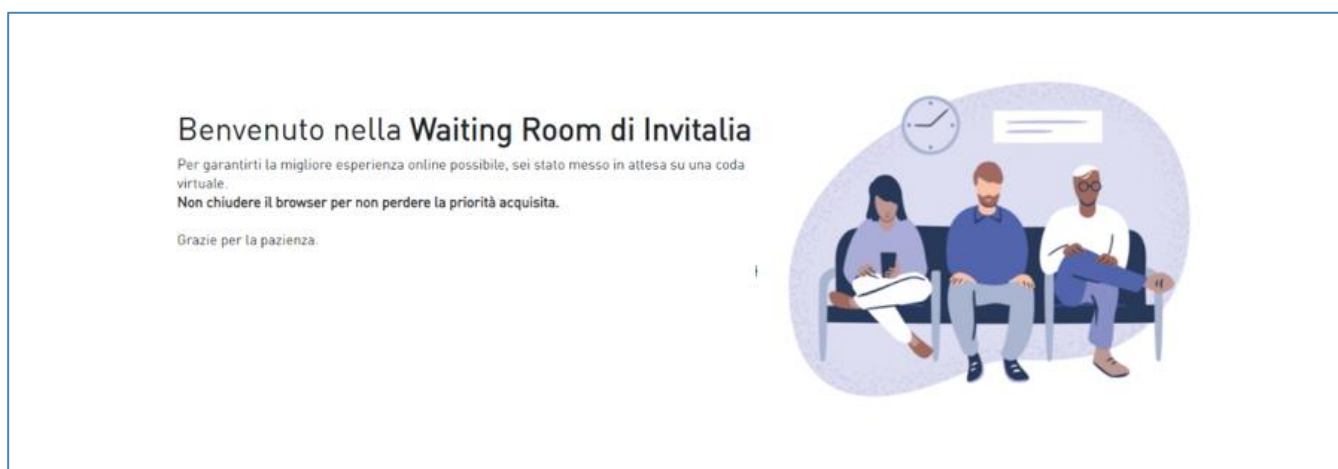 Benvenuto nella Waiting Room di Invitalia
Per garantirti la migliore esperienza online possibile, sei stato messo in attesa su una coda
virtuale.
Non chiudere il browser per non perdere la priorità acquisita.
Grazie per la pazienza.